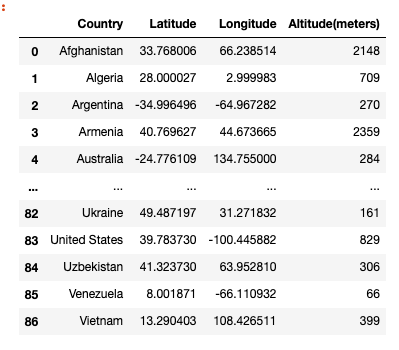 :
Country Latitude Longitude Altitude(meters)
0 Afghanistan 33.768006 66.238514 2148
1 Algeria 28.000027 2.999983 709
2 Argentina -34.996496 -64.967282 270
3 Armenia 40.769627 44.673665 2359
4 Australia -24.776109 134.755000 284
... ... ... ... ...
82 Ukraine 49.487197 31.271832 161
83 United States 39.783730 -100.445882 829
84 Uzbekistan 41.323730 63.952810 306
85 Venezuela 8.001871 -66.110932 66
86 Vietnam 13.290403 108.426511 399